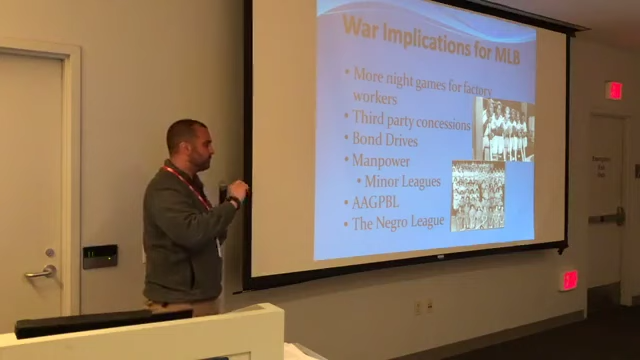 War Implications for MLB
• More night games for factory
workers
• Third party concessions
• Bond Drives
• Manpower
• Minor Leagues
• AAGPBL
• The Negro League
EXIT